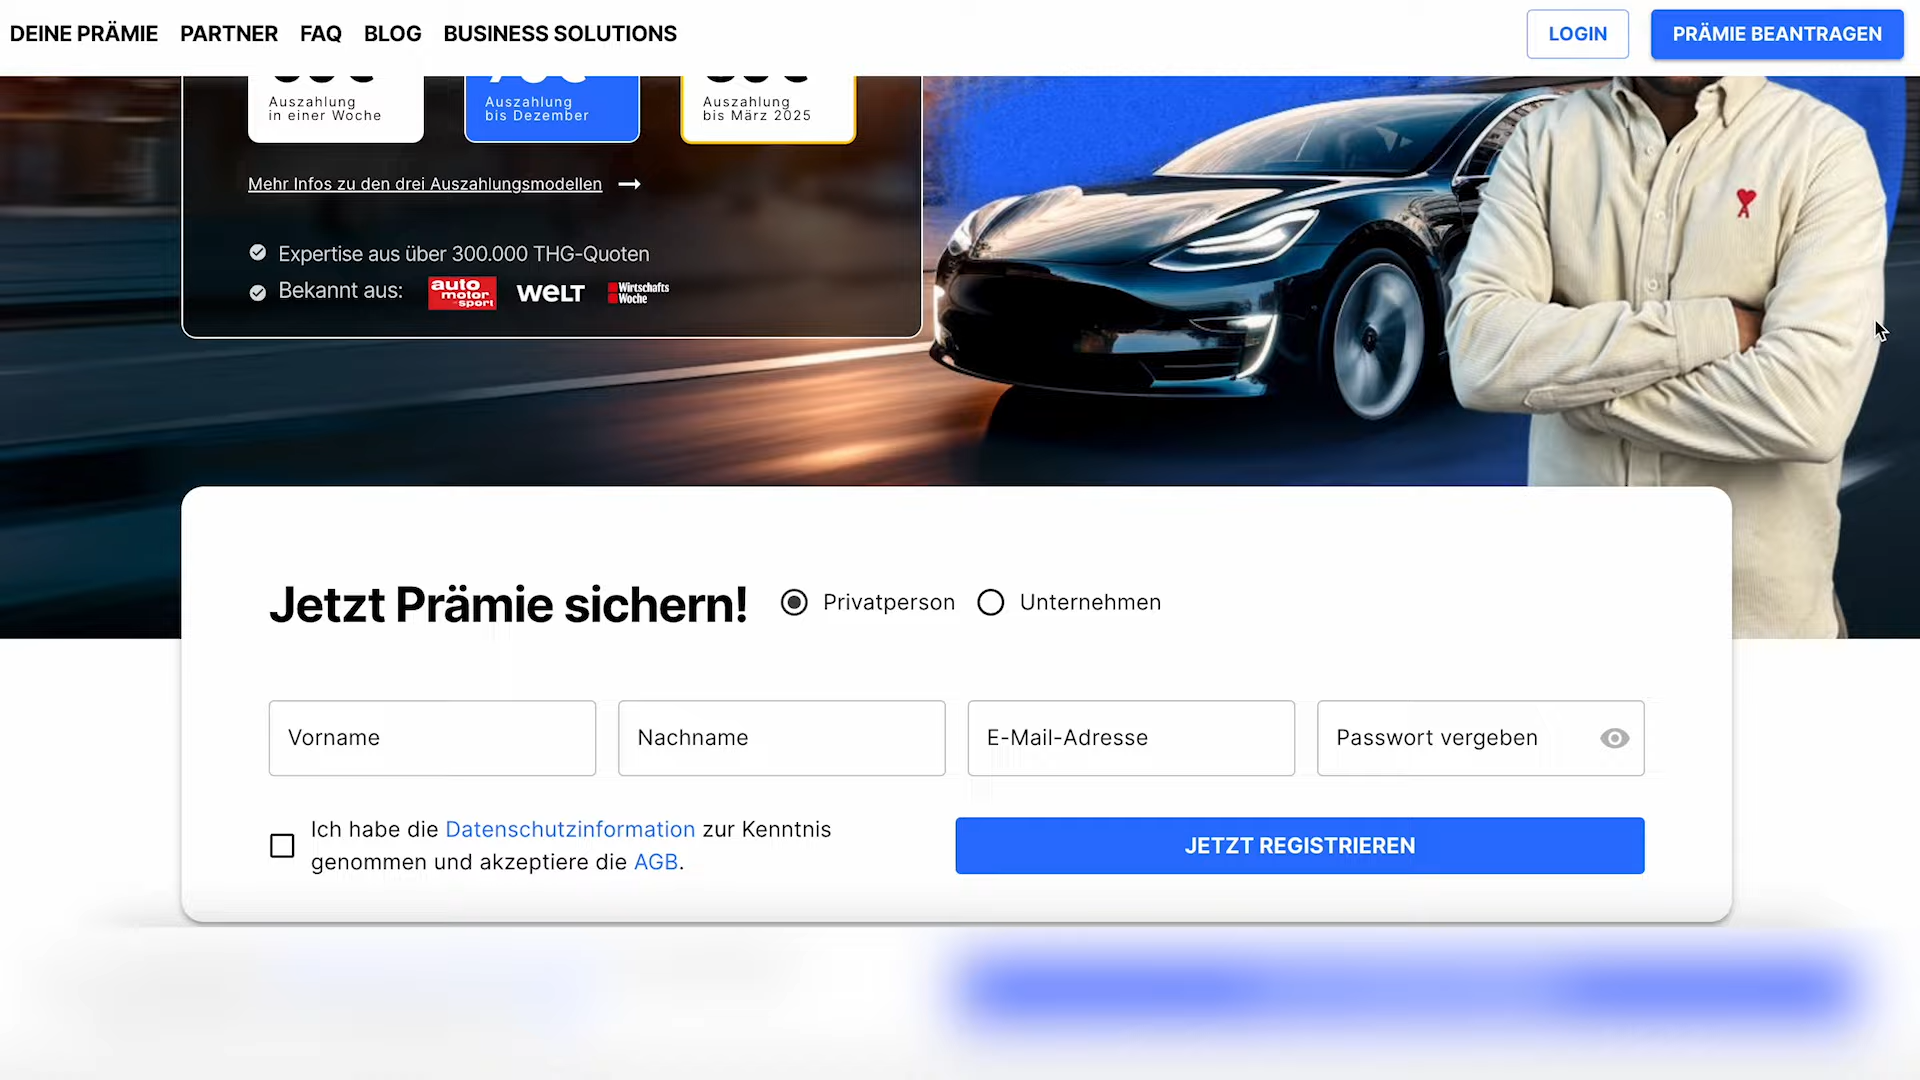 DEINE PRÄMIE PARTNER FAQ BLOG BUSINESS SOLUTIONS LOGIN PRÄMIE BEANTRAGEN
Auszahlung
in einer Woche
Auszahlung
bis Dezember
Auszahlung
bis März 2025
Mehr Infos zu den drei Auszahlungsmodellen
Expertise aus über 300.000 THG-Quoten
Bekannt aus:
auto
motor
sport
WELT
Wirtschafts
Woche
A
Jetzt Prämie sichern! Privatperson Unternehmen
Vorname Nachname E-Mail-Adresse Passwort vergeben
Ich habe die Datenschutzinformation zur Kenntnis
genommen und akzeptiere die AGB.
JETZT REGISTRIEREN